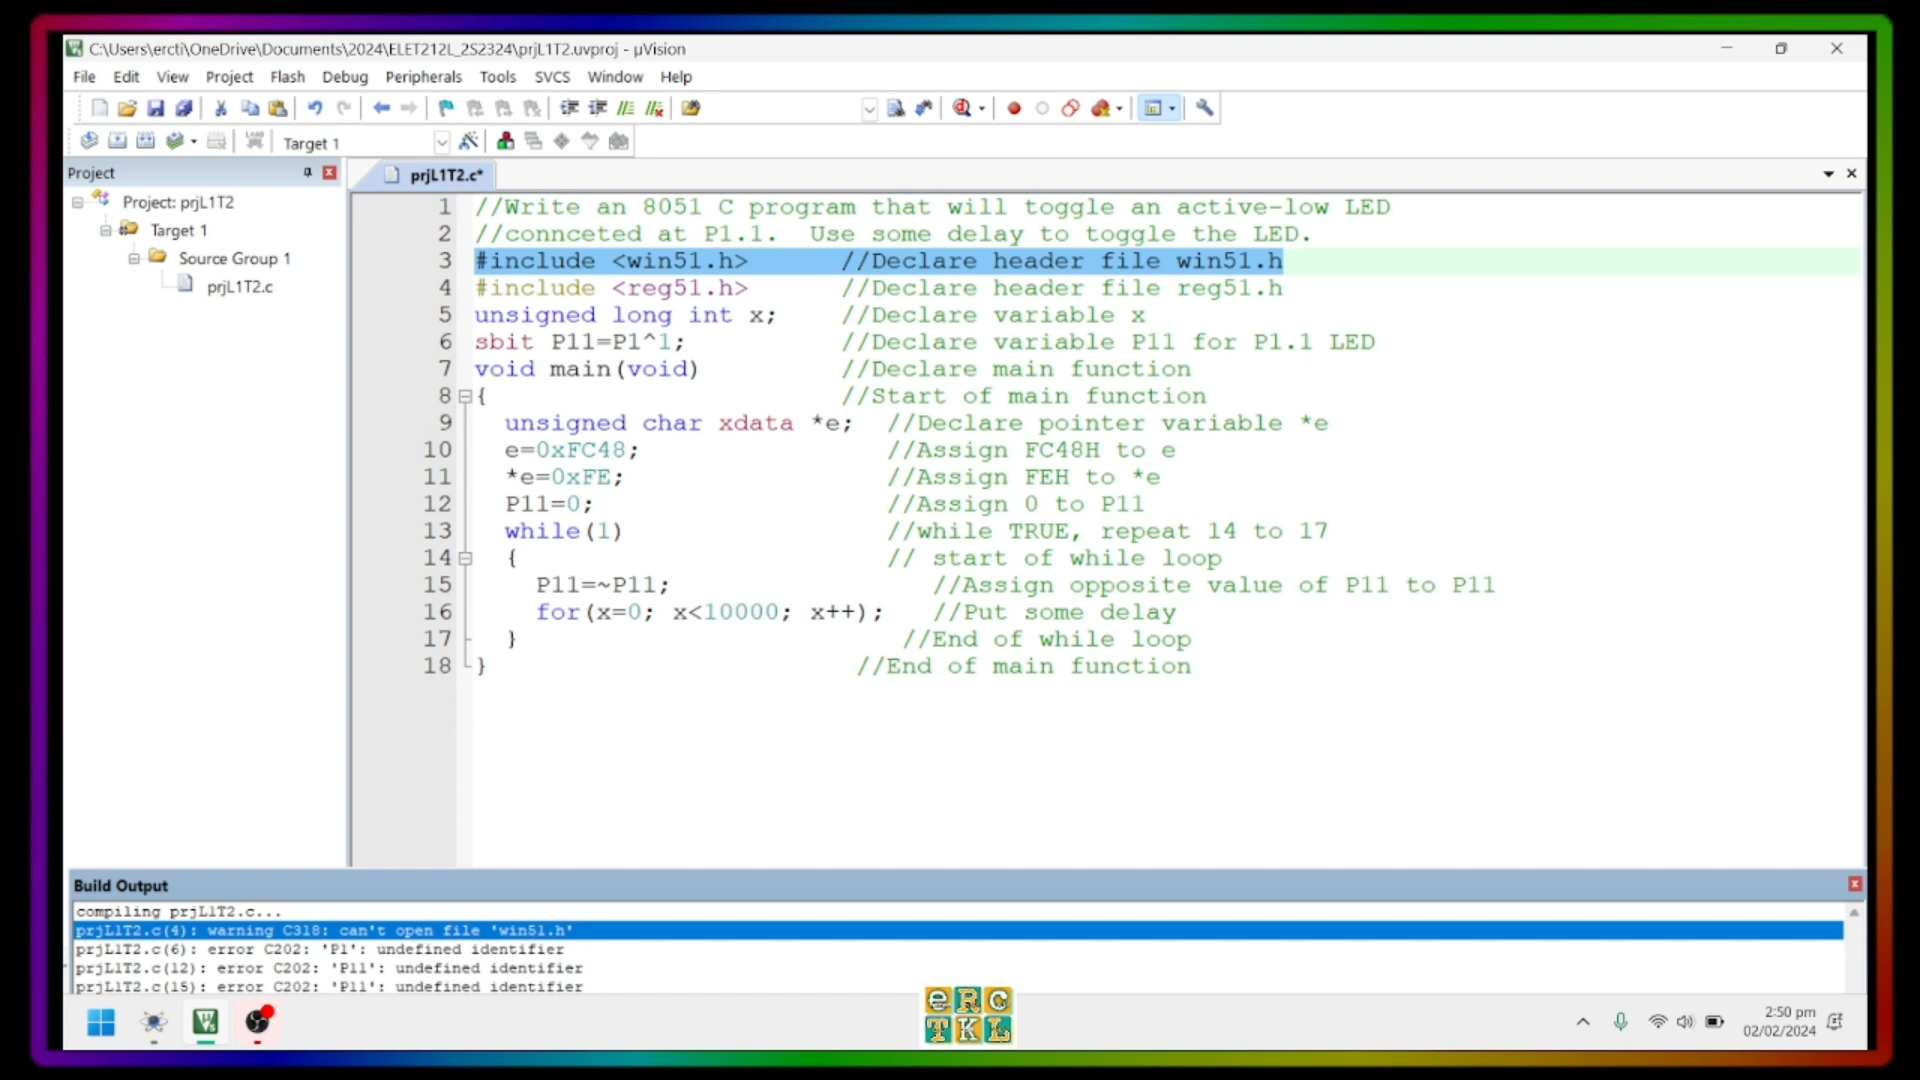 C:\Users\ercti\OneDrive\Documents\2024\ELET212L_2S2324\prjL1T2.uvproj - µVision
File Edit View Project Flash Debug Peripherals Tools SVCS Window Help
Target 1
Project
prjL1T2.c*
Project: prjL1T2
Target 1
Source Group 1
prjL1T2.c
1 //Write an 8051 C program that will toggle an active-low LED
2 //connceted at P1.1. Use some delay to toggle the LED.
3 #include <win51.h> //Declare header file win51.h
4 #include <reg51.h> //Declare header file reg51.h
5 unsigned long int x; //Declare variable x
6 sbit P11=P1^1; //Declare variable P11 for P1.1 LED
7 void main(void) //Declare main function
8 { //Start of main function
9 unsigned char xdata *e; //Declare pointer variable *e
10 e=0xFC48; //Assign FC48H to e
11 *e=0xFE; //Assign FEH to *e
12 P11=0; //Assign 0 to P11
13 while(1) //while TRUE, repeat 14 to 17
14 { // start of while loop
15 P11=~P11; //Assign opposite value of P11 to P11
16 for(x=0; x<10000; x++); //Put some delay
17 } //End of while loop
18 } //End of main function
Build Output
compiling prjL1T2.c...
prjL1T2.c(4): warning C318: can't open file 'win51.h'
prjL1T2.c(6): error C202: 'P1': undefined identifier
prjL1T2.c(12): error C202: 'P11': undefined identifier
prjL1T2.c(15): error C202: 'P11': undefined identifier
eRC
TKL
2:50 pm
02/02/2024